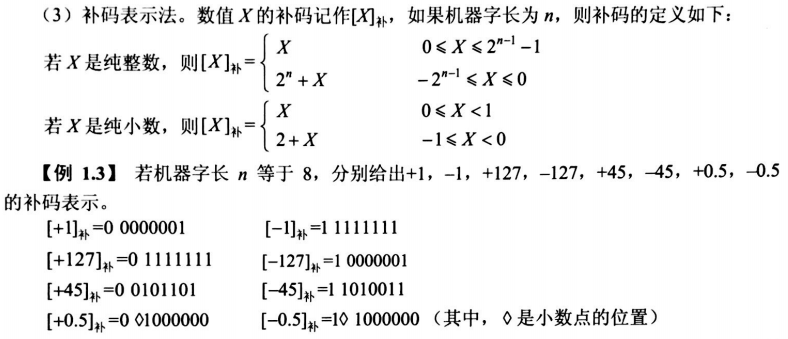 （3）补码表示法。数值 X 的补码记作[X]补，如果机器字长为 n，则补码的定义如下：
若 X 是纯整数，则[X]补={ X 0≤X≤2^{n-1}-1
2^n+X -2^{n-1}≤X≤0
若 X 是纯小数，则[X]补={ X 0≤X<1
2+X -1≤X<0
【例 1.3】 若机器字长 n 等于 8，分别给出+1，-1，+127，-127，+45，-45，+0.5，-0.5
的补码表示。
[+1]补=0 0000001 [-1]补=1 1111111
[+127]补=0 1111111 [-127]补=1 0000001
[+45]补=0 0101101 [-45]补=1 1010011
[+0.5]补=0 ◊1000000 [-0.5]补=1◊ 1000000（其中，◊ 是小数点的位置）